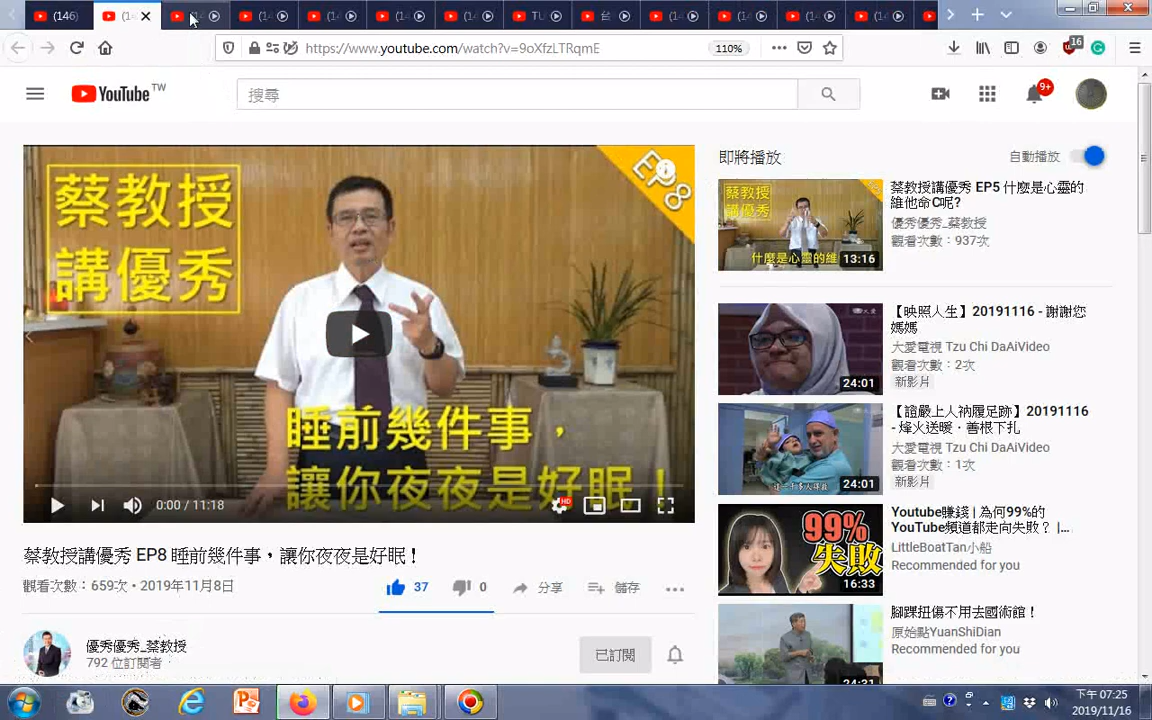 (146)
https://www.youtube.com/watch?v=9oXfzLTRqmE
110%
16
YouTube TW
搜尋
9+
蔡教授
講優秀
EP8
睡前幾件事，
讓你夜夜是好眠！
0:00 / 11:18
HD
蔡教授講優秀 EP8 睡前幾件事，讓你夜夜是好眠！
觀看次數：659次 • 2019年11月8日
37
0
分享
儲存
優秀優秀_蔡教授
792 位訂閱者
已訂閱
即將播放
自動播放
蔡教授
講優秀
什麼是心靈的維
13:16
蔡教授講優秀 EP5 什麼是心靈的
維他命C呢?
優秀優秀_蔡教授
觀看次數：937次
24:01
【映照人生】20191116 - 謝謝您
媽媽
大愛電視 Tzu Chi DaAiVideo
觀看次數：2次
新影片
24:01
【證嚴上人衲履足跡】20191116
- 烽火送暖．善根下扎
大愛電視 Tzu Chi DaAiVideo
觀看次數：1次
新影片
99%
失敗
16:33
Youtube賺錢 | 為何99%的
YouTube頻道都走向失敗？ |...
LittleBoatTan小船
Recommended for you
24:31
腳踝扭傷不用去國術館！
原始點YuanShiDian
Recommended for you
下午 07:25
2019/11/16